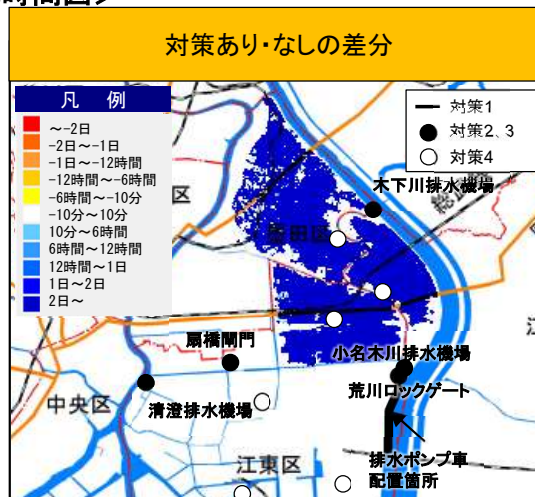 対策あり・なしの差分
凡 例
～-2日
-2日～-1日
-1日～-12時間
-12時間～-6時間
-6時間～-10分
-10分～10分
10分～6時間
6時間～12時間
12時間～1日
1日～2日
2日～
対策1
対策2、3
対策4
木下川排水機場
区
墨田区
扇橋閘門
小名木川排水機場
荒川ロックゲート
清澄排水機場
中央区
江東区
排水ポンプ車
配置箇所